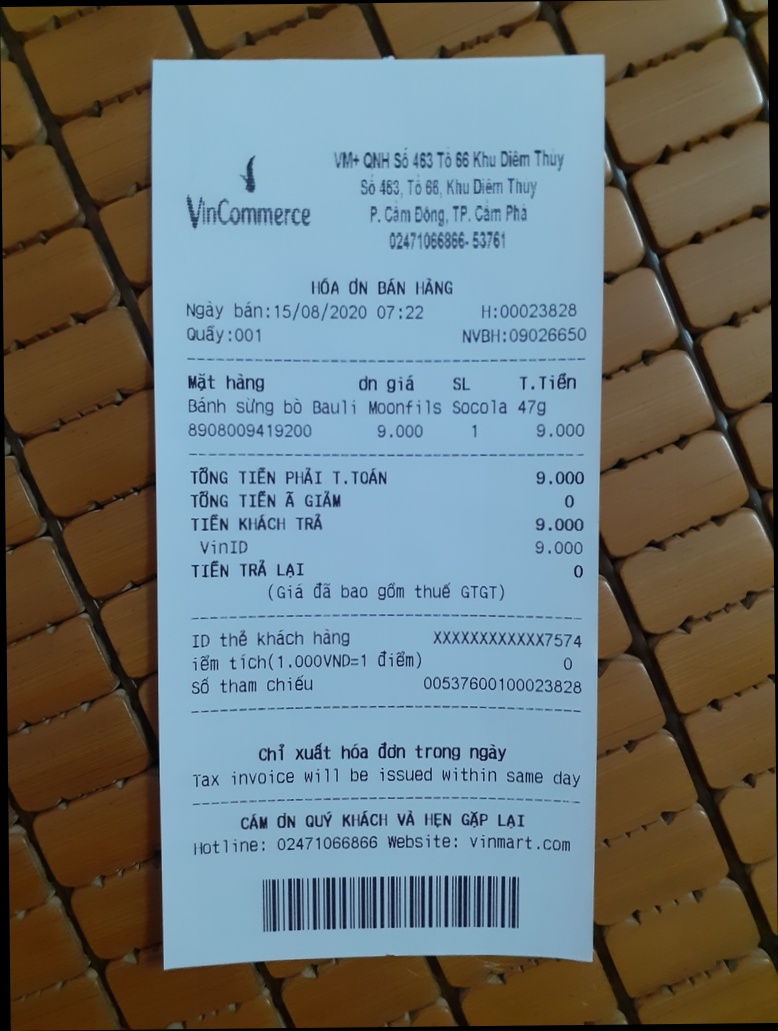 VinCommerce
VM+ QNH Số 463 Tổ 66 Khu Diêm Thủy
Số 463, Tổ 66, Khu Diêm Thủy
P. Cẩm Đông, TP. Cẩm Phả
02471066866- 53761
HÓA ƠN BÁN HÀNG
Ngày bán:15/08/2020 07:22 H:00023828
Quầy:001 NVBH:09026650
Mặt hàng ơn giá SL T.Tiền
Bánh sừng bò Bauli Moonfils Socola 47g
8908009419200 9.000 1 9.000
TỔNG TIỀN PHẢI T.TOÁN 9.000
TỔNG TIỀN Ã GIẢM 0
TIỀN KHÁCH TRẢ 9.000
VinID 9.000
TIỀN TRẢ LẠI 0
(Giá đã bao gồm thuế GTGT)
ID thẻ khách hàng XXXXXXXXXXXX7574
iểm tích(1.000VND=1 điểm) 0
Số tham chiếu 00537600100023828
Chỉ xuất hóa đơn trong ngày
Tax invoice will be issued within same day
CẢM ƠN QUÝ KHÁCH VÀ HẸN GẶP LẠI
Hotline: 02471066866 Website: vinmart.com